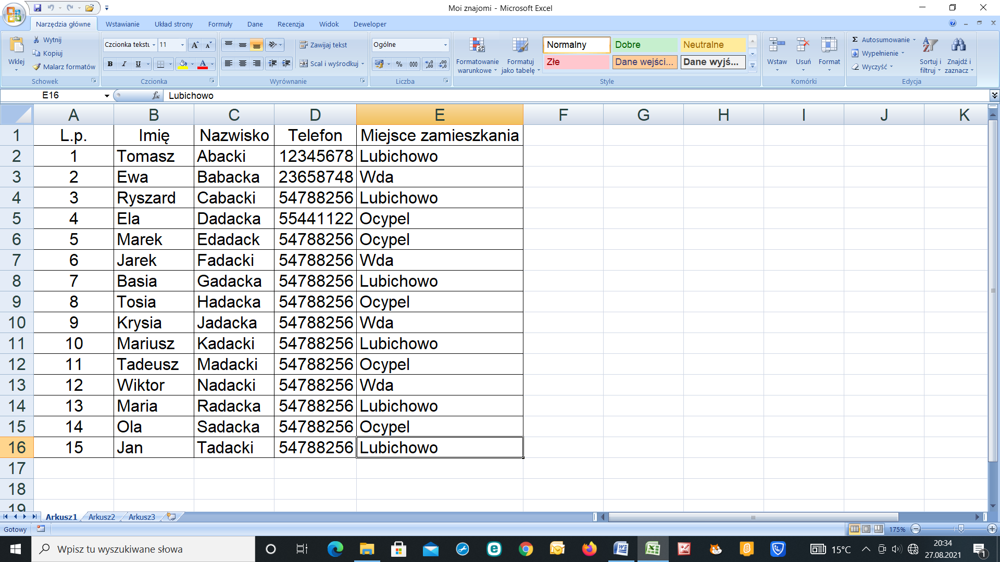 Moi znajomi - Microsoft Excel
Narzędzia główne Wstawianie Układ strony Formuły Dane Recenzja Widok Deweloper
Wklej
Wytnij
Kopiuj
Malarz formatów
Schowek
Czcionka tekstu 11
B I U A
Czcionka
Zawijaj tekst
Scal i wyśrodkuj
Wyrównanie
Ogólne
% 000
Liczba
Formatowanie warunkowe
Formatuj jako tabelę
Normalny Dobre Neutralne
Złe Dane wejści... Dane wyjś...
Style
Wstaw Usuń Format
Komórki
Σ Autosumowanie
Wypełnienie
Wyczyść
Sortuj i filtruj
Znajdź i zaznacz
Edycja
E16 fx Lubichowo
A B C D E F G H I J K
1 L.p. Imię Nazwisko Telefon Miejsce zamieszkania
2 1 Tomasz Abacki 12345678 Lubichowo
3 2 Ewa Babacka 23658748 Wda
4 3 Ryszard Cabacki 54788256 Lubichowo
5 4 Ela Dadacka 55441122 Ocypel
6 5 Marek Edadack 54788256 Ocypel
7 6 Jarek Fadacki 54788256 Wda
8 7 Basia Gadacka 54788256 Lubichowo
9 8 Tosia Hadacka 54788256 Ocypel
10 9 Krysia Jadacka 54788256 Wda
11 10 Mariusz Kadacki 54788256 Lubichowo
12 11 Tadeusz Madacki 54788256 Ocypel
13 12 Wiktor Nadacki 54788256 Wda
14 13 Maria Radacka 54788256 Lubichowo
15 14 Ola Sadacka 54788256 Ocypel
16 15 Jan Tadacki 54788256 Lubichowo
17
18
19
Arkusz1 Arkusz2 Arkusz3
Gotowy 175%
Wpisz tu wyszukiwane słowa
15°C
20:34
27.08.2021
1